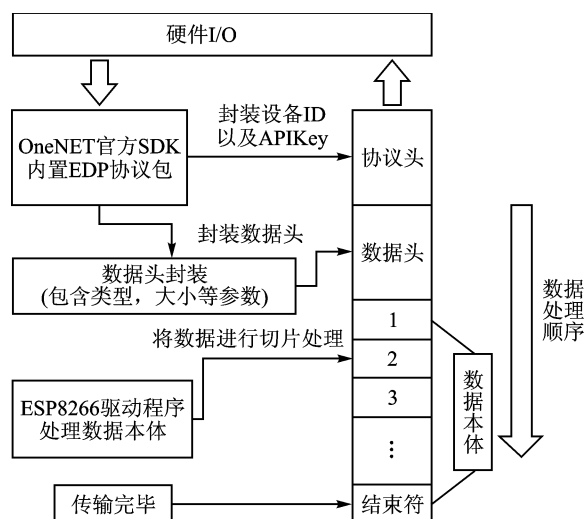 硬件I/O
OneNET官方SDK
内置EDP协议包
封装设备ID
以及APIKey
协议头
封装数据头
数据头
数据头封装
(包含类型，大小等参数)
将数据进行切片处理
1
2
3
⋮
ESP8266驱动程序
处理数据本体
数据本体
数据
处理
顺序
传输完毕
结束符